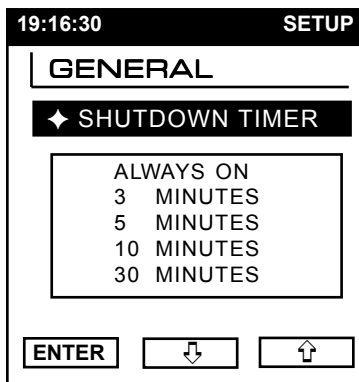 19:16:30 SETUP
GENERAL
SHUTDOWN TIMER
ALWAYS ON
3 MINUTES
5 MINUTES
10 MINUTES
30 MINUTES
ENTER